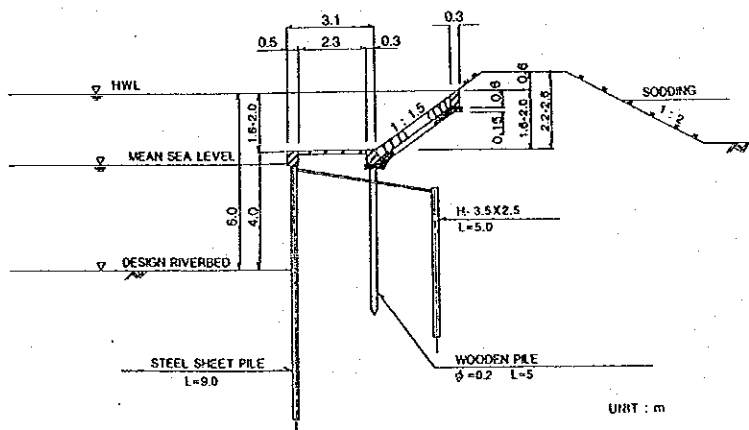 3.1
0.3
0.5 2.3 0.3
HWL
0.6
SODDING
1 : 1.5
0.6
1 : 2
0.15
1.6-2.0
2.2-2.6
1.6-2.0
MEAN SEA LEVEL
6.0
4.0
H- 3.5X2.5
L=5.0
DESIGN RIVERBED
STEEL SHEET PILE
L=9.0
WOODEN PILE
φ=0.2 L=5
UNIT : m